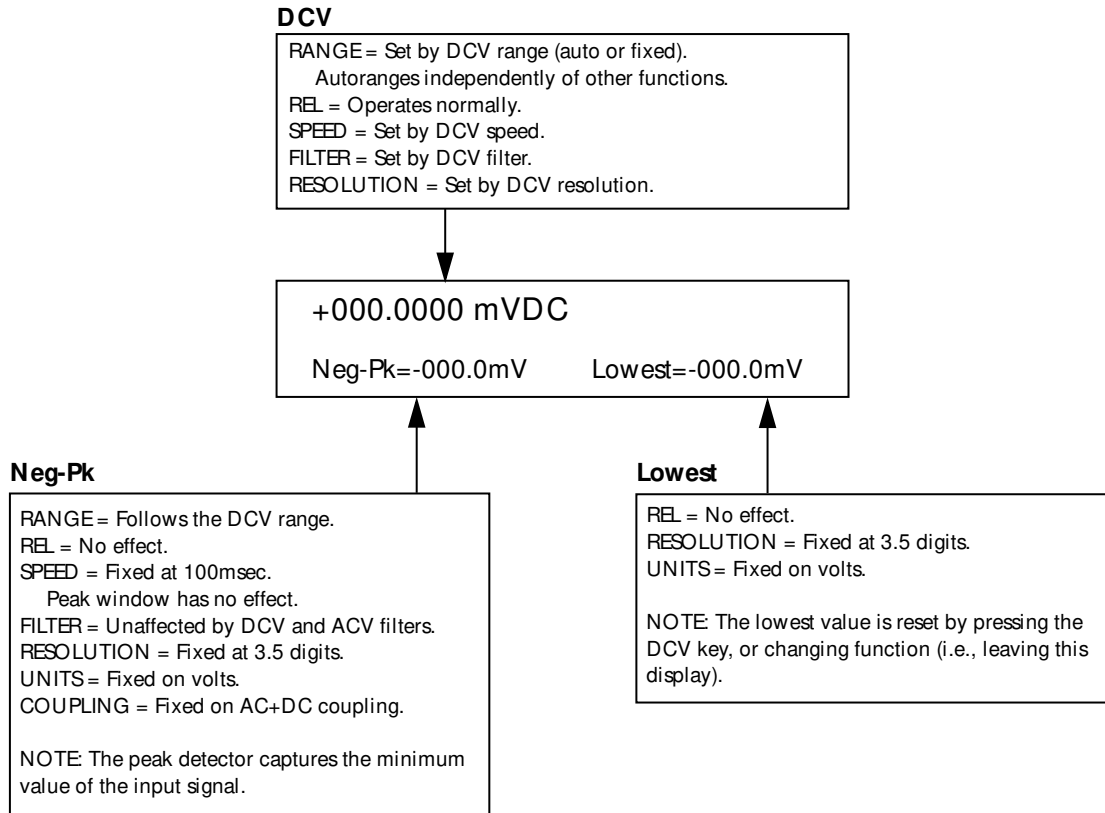 DCV
RANGE = Set by DCV range (auto or fixed).
Autoranges independently of other functions.
REL = Operates normally.
SPEED = Set by DCV speed.
FILTER = Set by DCV filter.
RESOLUTION = Set by DCV resolution.
+000.0000 mVDC
Neg-Pk=-000.0mV Lowest=-000.0mV
Neg-Pk
RANGE = Follows the DCV range.
REL = No effect.
SPEED = Fixed at 100msec.
Peak window has no effect.
FILTER = Unaffected by DCV and ACV filters.
RESOLUTION = Fixed at 3.5 digits.
UNITS = Fixed on volts.
COUPLING = Fixed on AC+DC coupling.
NOTE: The peak detector captures the minimum
value of the input signal.
Lowest
REL = No effect.
RESOLUTION = Fixed at 3.5 digits.
UNITS = Fixed on volts.
NOTE: The lowest value is reset by pressing the
DCV key, or changing function (i.e., leaving this
display).